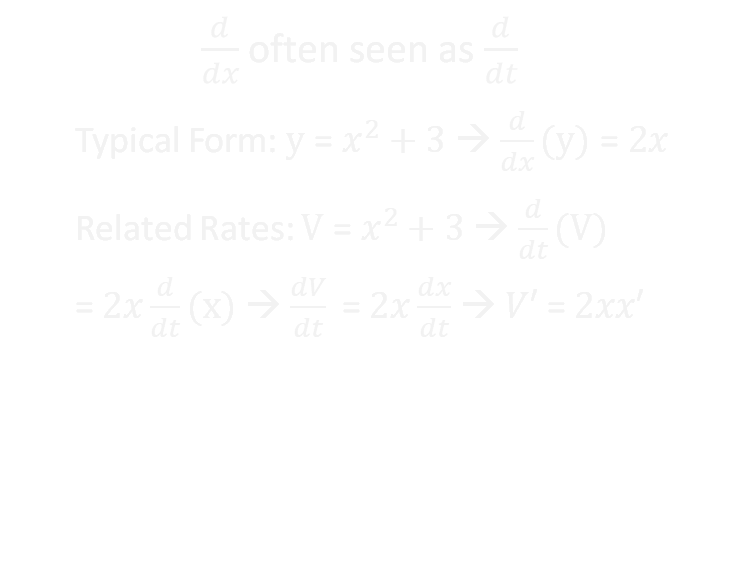 d/dx often seen as d/dt
Typical Form: y = x² + 3 → d/dx (y) = 2x
Related Rates: V = x² + 3 → d/dt (V)
= 2x d/dt (x) → dV/dt = 2x dx/dt → V′ = 2xx′